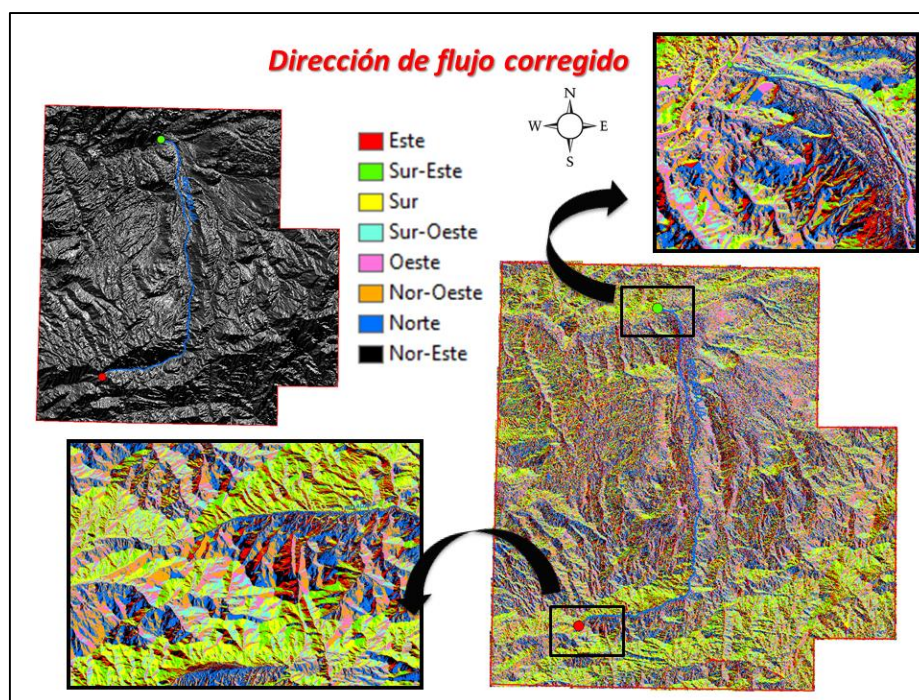 Dirección de flujo corregido
N
W E
S
Este
Sur-Este
Sur
Sur-Oeste
Oeste
Nor-Oeste
Norte
Nor-Este